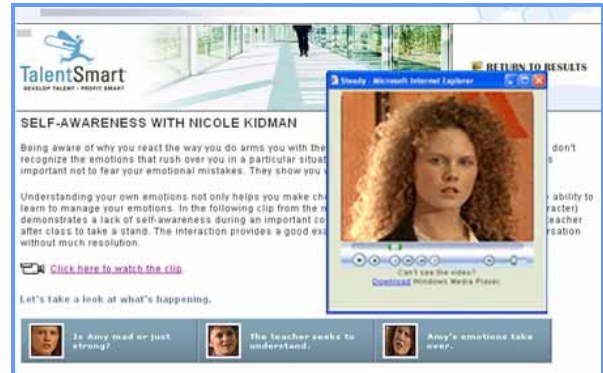 TalentSmart
DEVELOP TALENT - PROFIT SMART
RETURN TO RESULTS
Steady - Microsoft Internet Explorer
SELF-AWARENESS WITH NICOLE KIDMAN
Being aware of why you react the way you do arms you with the
don't
recognize the emotions that rush over you in a particular situat
s
important not to fear your emotional mistakes. They show you
Understanding your own emotions not only helps you make ch
e ability to
learn to manage your emotions. In the following clip from the
racter)
demonstrates a lack of self-awareness during an important co
teacher
after class to take a stand. The interaction provides a good exa
rsation
without much resolution.
Can't see the video?
Download Windows Media Player.
Click here to watch the clip.
Let's take a look at what's happening.
Is Amy mad or just
strong?
The teacher seeks to
understand.
Amy's emotions take
over.